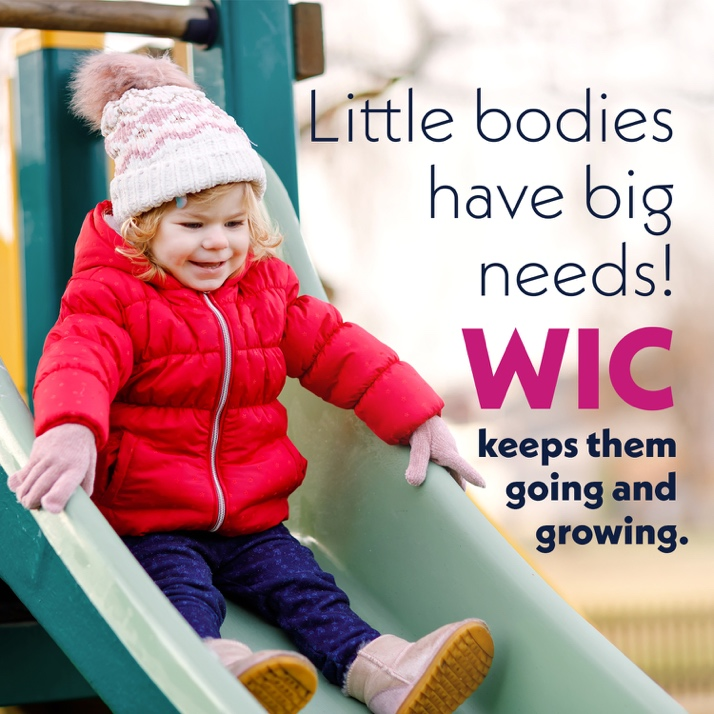 Little bodies
have big
needs!
WIC
keeps them
going and
growing.